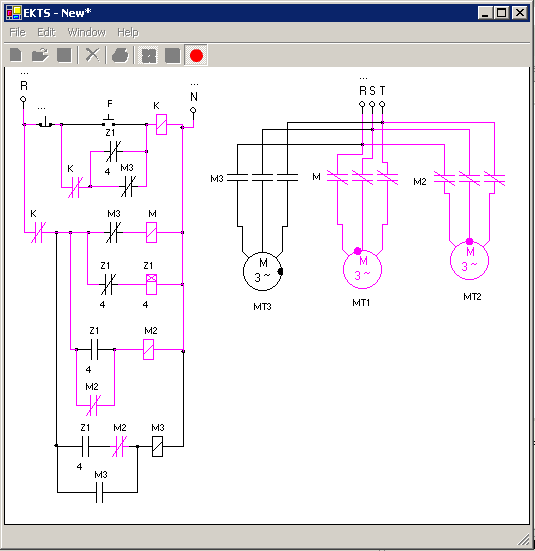 EKTS - New*
File Edit Window Help
... ... ...
R N R S T
... F K
Z1
4 M3
K
M3 M M2
K M3 M
M M M
3 ~ 3 ~ 3 ~
MT3 MT1 MT2
Z1 Z1
4 4
Z1 M2
4
M2
Z1 M2 M3
4
M3